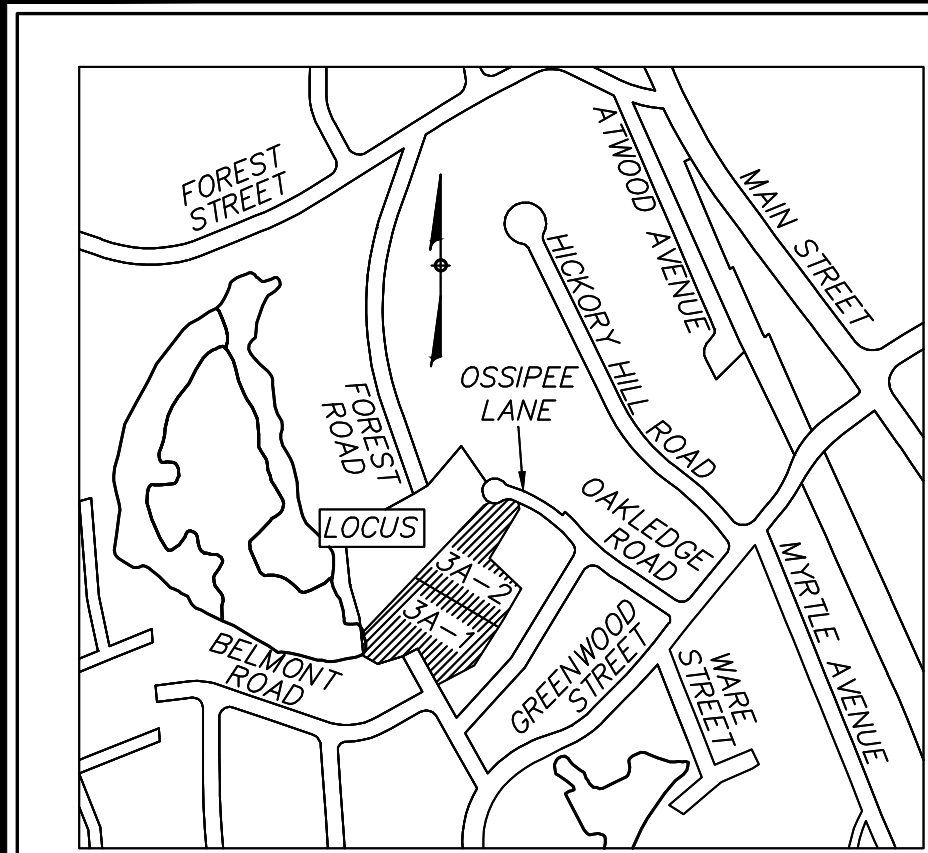 FOREST
STREET
ATWOOD AVENUE
MAIN STREET
HICKORY HILL ROAD
OSSIPEE
LANE
FOREST
ROAD
LOCUS
OAKLEDGE
ROAD
3A-2
3A-1
BELMONT
ROAD
GREENWOOD
STREET
WARE
STREET
MYRTLE AVENUE